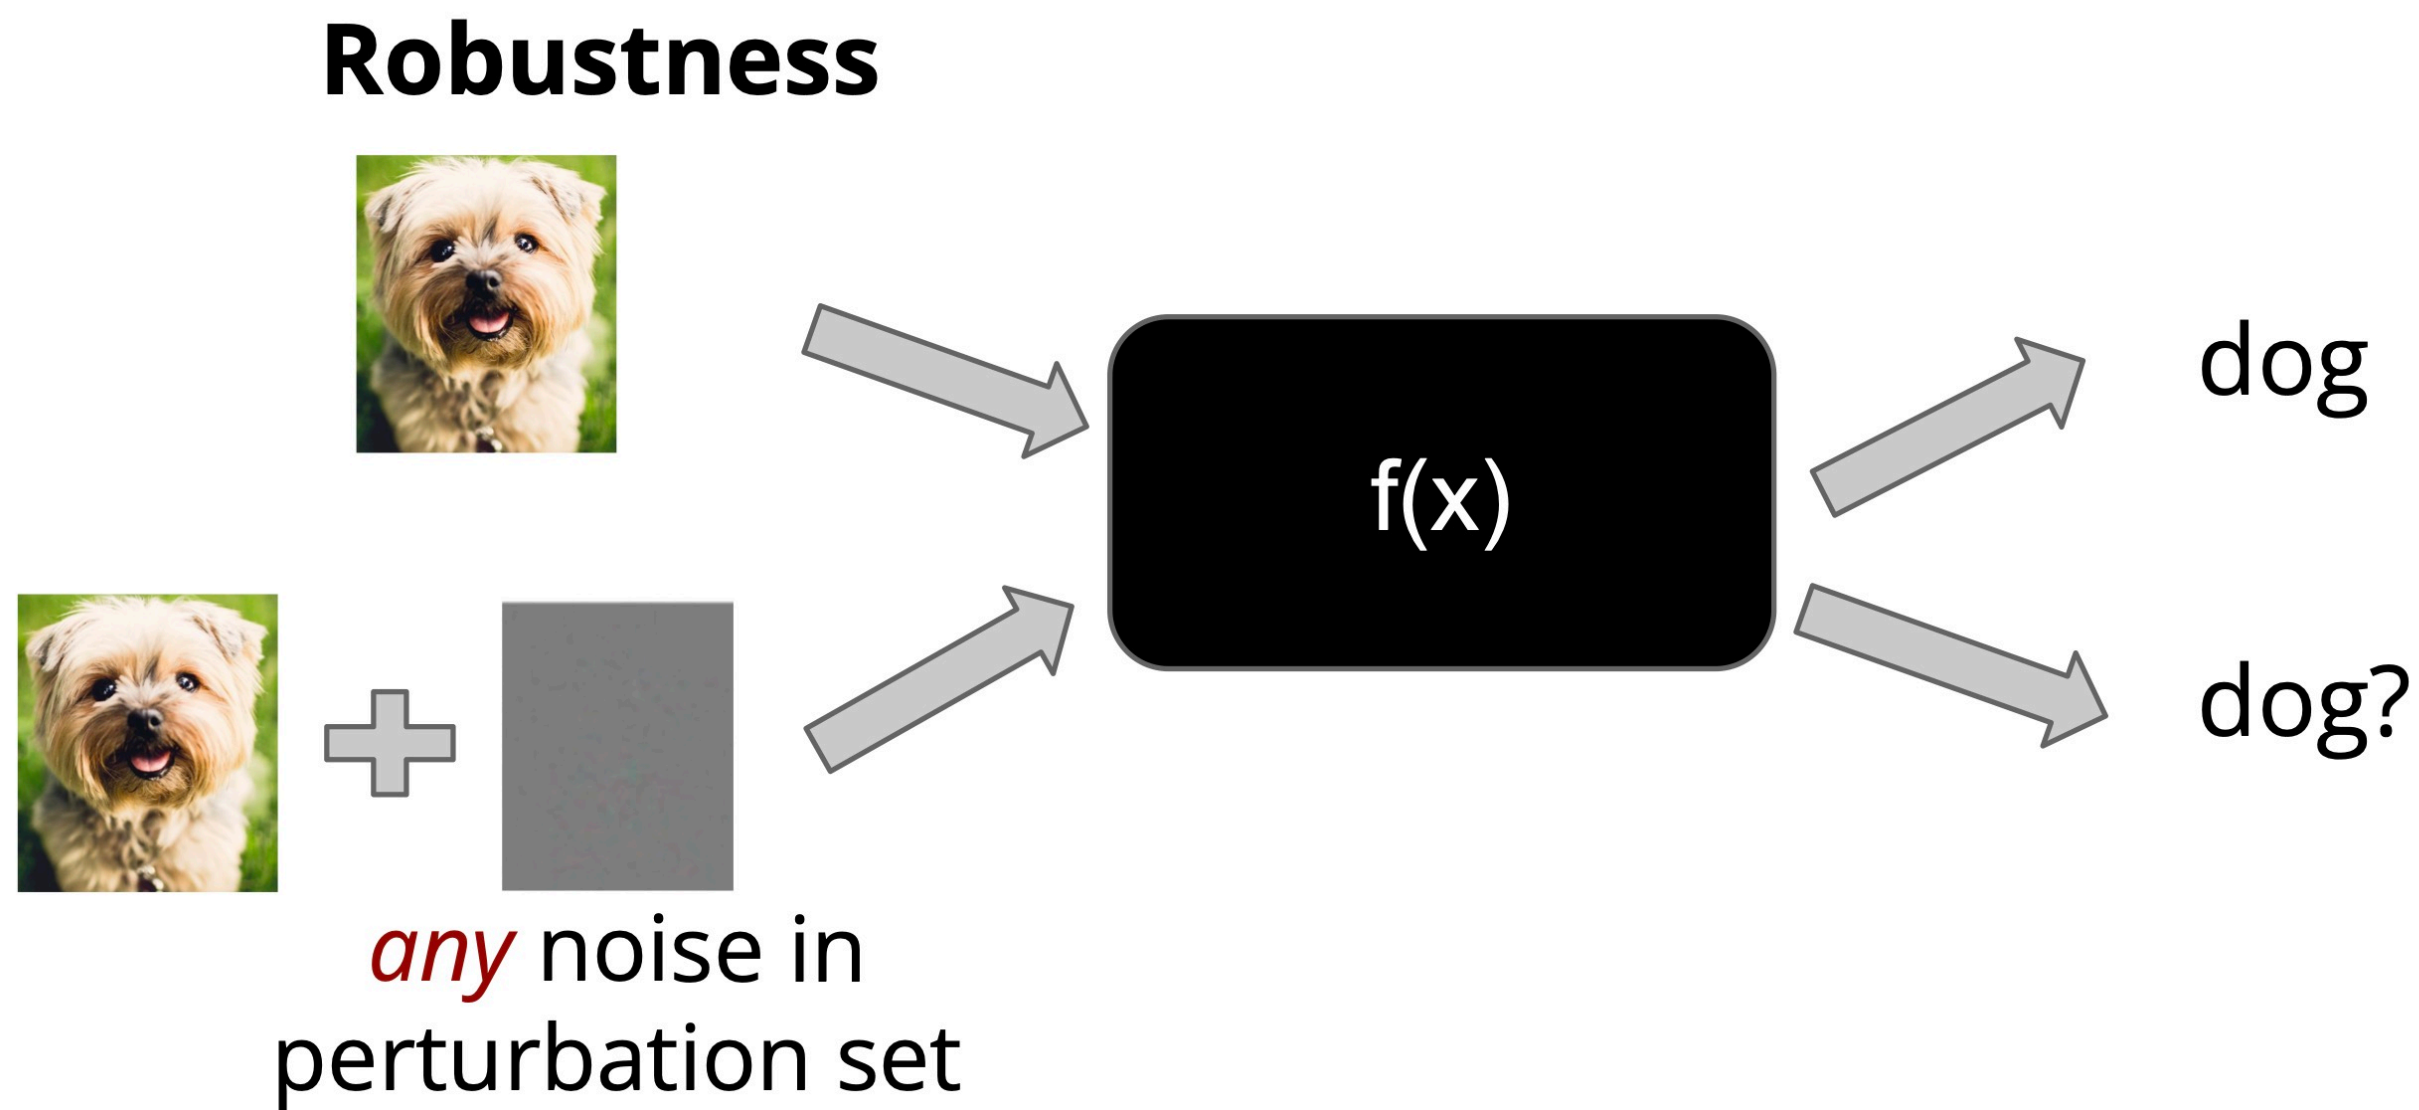 Robustness
f(x)
dog
dog?
any noise in
perturbation set